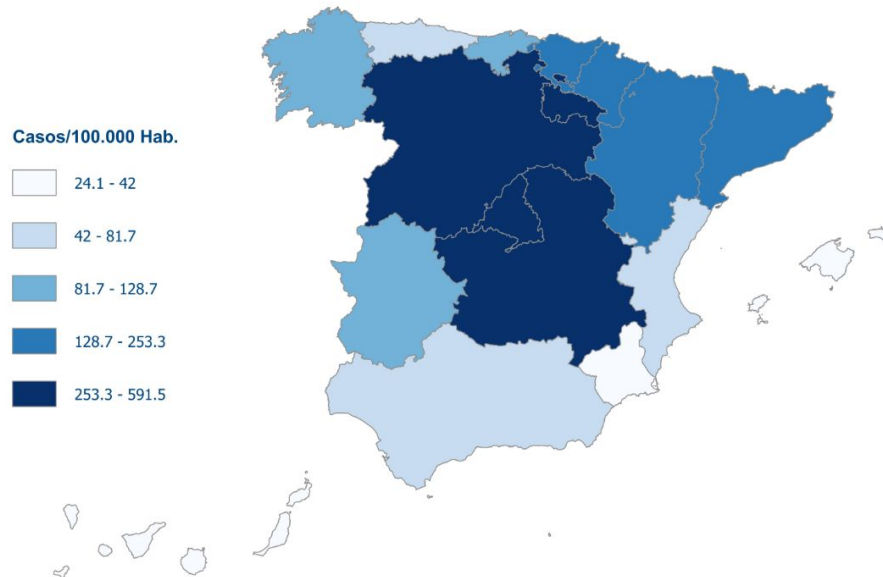 Casos/100.000 Hab.
24.1 - 42
42 - 81.7
81.7 - 128.7
128.7 - 253.3
253.3 - 591.5